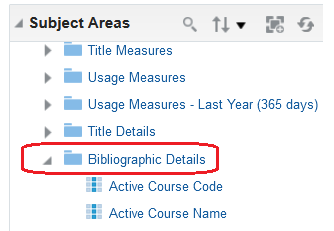 Subject Areas
Title Measures
Usage Measures
Usage Measures - Last Year (365 days)
Title Details
Bibliographic Details
Active Course Code
Active Course Name